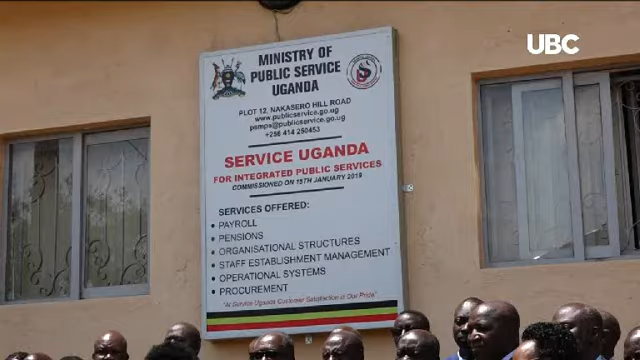 UBC
MINISTRY OF
PUBLIC SERVICE
UGANDA
PLOT 12, NAKASERO HILL ROAD
www.publicservice.go.ug
psmps@publicservice.go.ug
+256 414 250453
SERVICE UGANDA
FOR INTEGRATED PUBLIC SERVICES
COMMISSIONED ON 15TH JANUARY 2019
SERVICES OFFERED:
• PAYROLL
• PENSIONS
• ORGANISATIONAL STRUCTURES
• STAFF ESTABLISHMENT MANAGEMENT
• OPERATIONAL SYSTEMS
• PROCUREMENT
"At Service Uganda Customer Satisfaction is Our Pride"